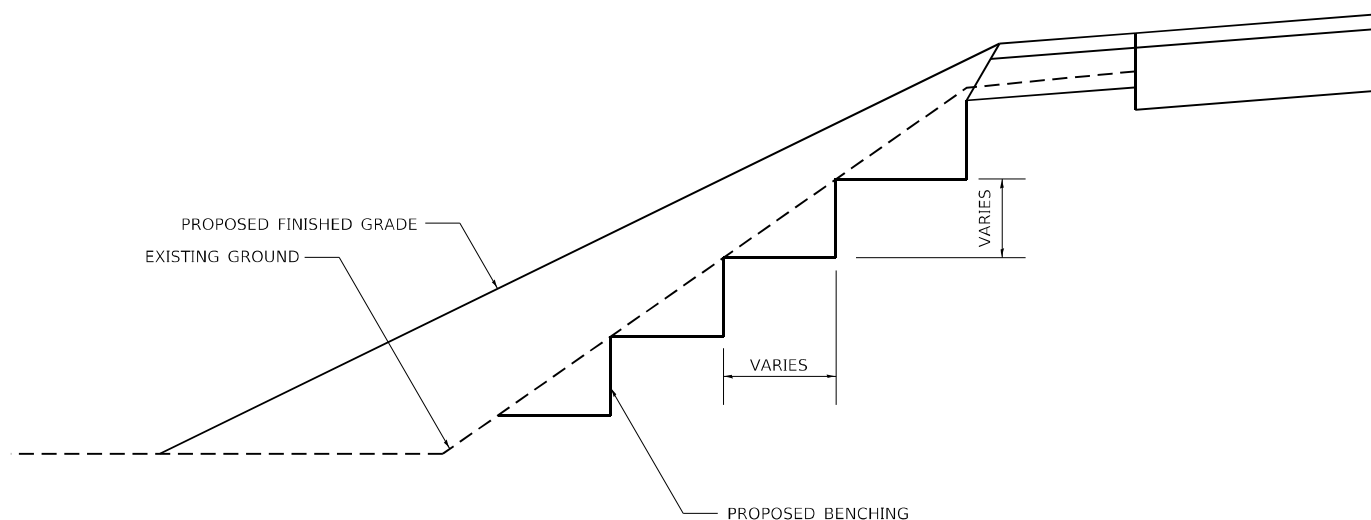 PROPOSED FINISHED GRADE
EXISTING GROUND
VARIES
VARIES
PROPOSED BENCHING